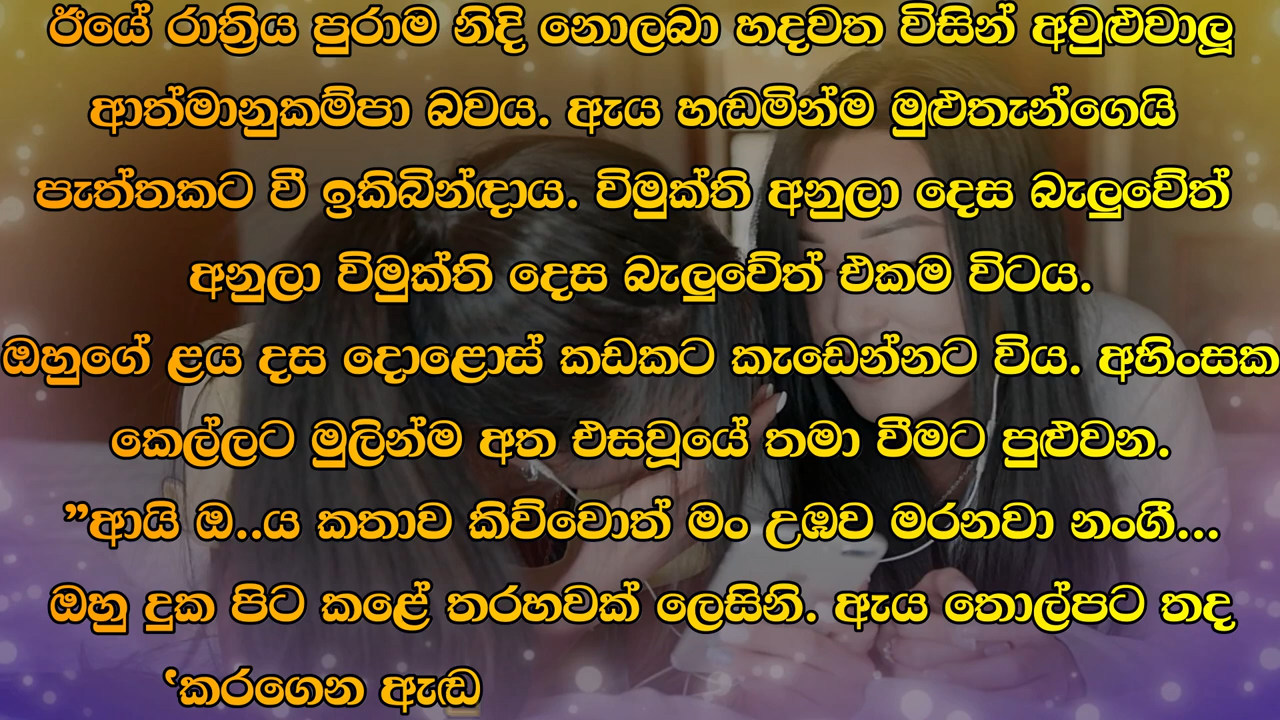 ඊයේ රාත්‍රිය පුරාම නිදි නොලබා හදවත විසින් අවුළුවාලූ
ආත්මානුකම්පා බවය. ඇය හඬමින්ම මුළුතැන්ගෙයි
පැත්තකට වී ඉකිබින්ඳාය. විමුක්ති අනුලා දෙස බැලුවේත්
අනුලා විමුක්ති දෙස බැලුවේත් එකම විටය.
ඔහුගේ ළය දස දොළොස් කඩකට කැඩෙන්නට විය. අහිංසක
කෙල්ලට මුලින්ම අත එසවූයේ තමා වීමට පුළුවන.
”ආයි ඔ..ය කතාව කිව්වොත් මං උඹව මරනවා නංගී...
ඔහු දුක පිට කළේ තරහවක් ලෙසිනි. ඇය තොල්පට තද
‘කරගෙන ඇඬ